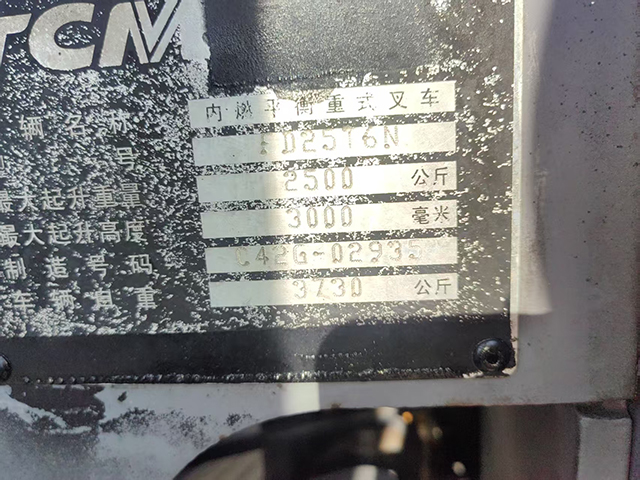 TCM
辆名称 内燃平衡重式叉车
号 FD25T6N
最大起升重量 2500 公斤
最大起升高度 3000 毫米
制造号码 C42G-02935
车辆自重 3730 公斤